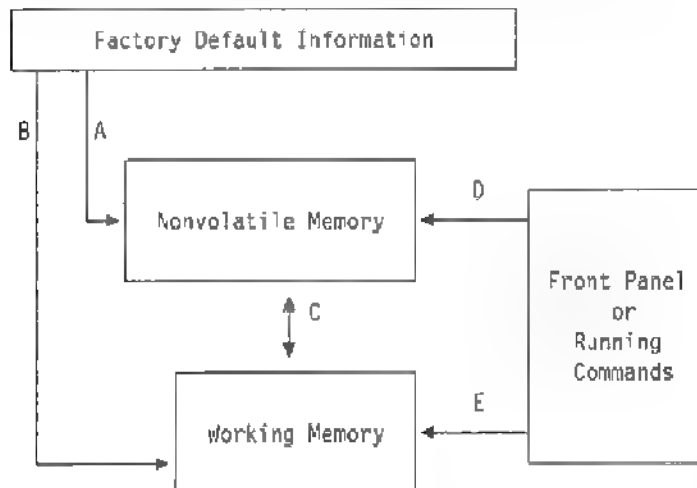 Factory Default Information
B
A
D
Nonvolatile Memory
Front Panel
or
Running
Commands
C
E
Working Memory